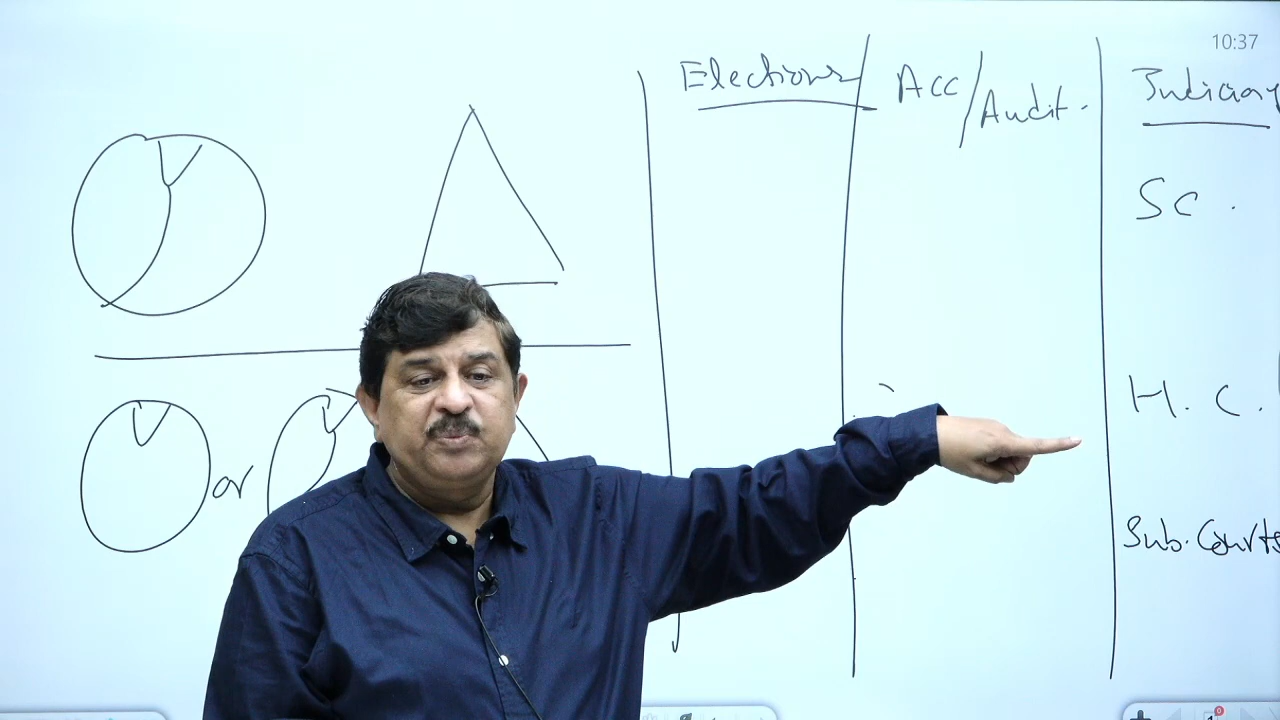 10:37
Elections
Acc/Audit.
Judiciary
SC.
H.C.
or
Sub.Courts